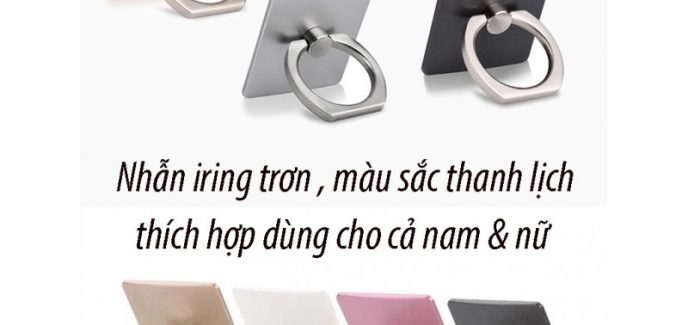 Nhẫn iring trơn , màu sắc thanh lịch
thích hợp dùng cho cả nam & nữ